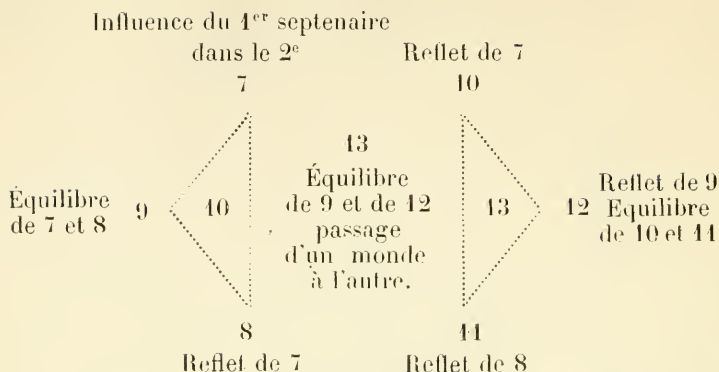 Influence du 1er septenaire
dans le 2e
7
Reflet de 7
10
Équilibre
de 7 et 8
9
10
13
Équilibre
de 9 et de 12
passage
d'un monde
à l'autre.
13
12
Reflet de 9
Equilibre
de 10 et 11
8
Reflet de 7
11
Reflet de 8